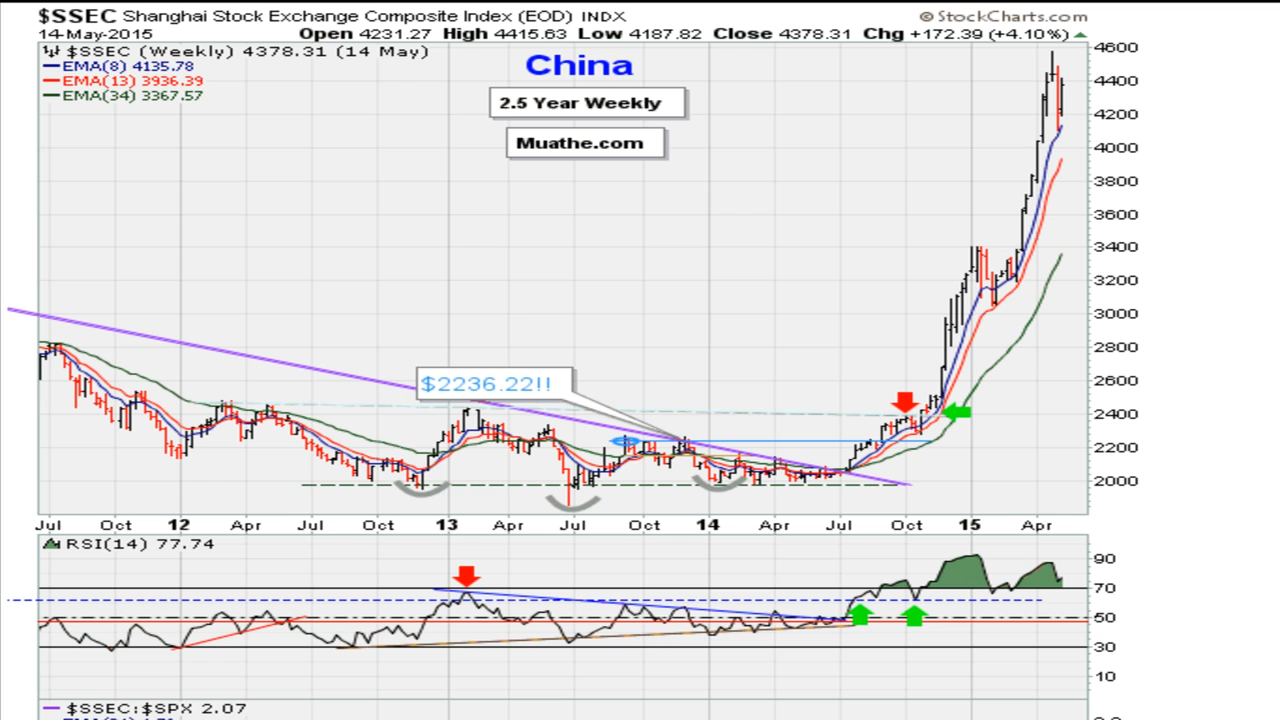 $SSEC Shanghai Stock Exchange Composite Index (EOD) INDX © StockCharts.com
14-May-2015 Open 4231.27 High 4415.63 Low 4187.82 Close 4378.31 Chg +172.39 (+4.10%)
$SSEC (Weekly) 4378.31 (14 May)
EMA(8) 4135.78
EMA(13) 3936.39
EMA(34) 3367.57
China
2.5 Year Weekly
Muathe.com
4600
4400
4200
4000
3800
3600
3400
3200
3000
2800
2600
2400
2200
2000
$2236.22!!
Jul Oct 12 Apr Jul Oct 13 Apr Jul Oct 14 Apr Jul Oct 15 Apr
RSI(14) 77.74
90
70
50
30
10
$SSEC:$SPX 2.07